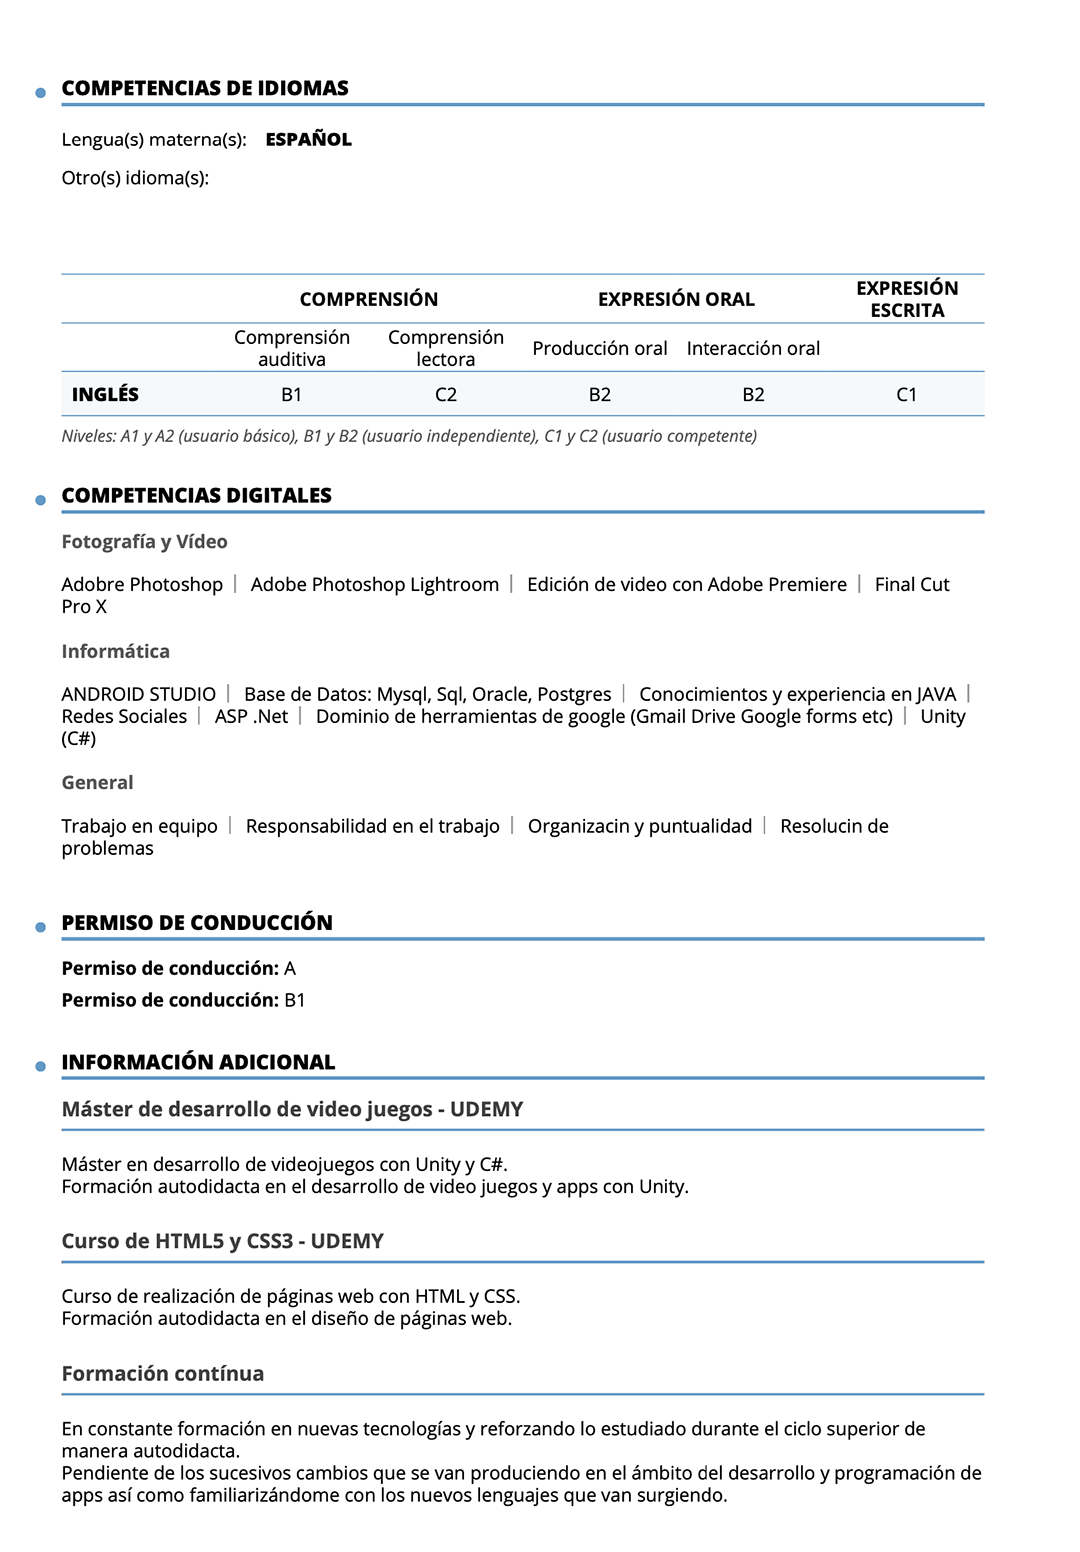 COMPETENCIAS DE IDIOMAS
Lengua(s) materna(s): ESPAÑOL
Otro(s) idioma(s):
COMPRENSIÓN EXPRESIÓN ORAL EXPRESIÓN ESCRITA
Comprensión auditiva Comprensión lectora Producción oral Interacción oral
INGLÉS B1 C2 B2 B2 C1
Niveles: A1 y A2 (usuario básico), B1 y B2 (usuario independiente), C1 y C2 (usuario competente)
COMPETENCIAS DIGITALES
Fotografía y Vídeo
Adobre Photoshop | Adobe Photoshop Lightroom | Edición de video con Adobe Premiere | Final Cut
Pro X
Informática
ANDROID STUDIO | Base de Datos: Mysql, Sql, Oracle, Postgres | Conocimientos y experiencia en JAVA |
Redes Sociales | ASP .Net | Dominio de herramientas de google (Gmail Drive Google forms etc) | Unity
(C#)
General
Trabajo en equipo | Responsabilidad en el trabajo | Organizacin y puntualidad | Resolucin de
problemas
PERMISO DE CONDUCCIÓN
Permiso de conducción: A
Permiso de conducción: B1
INFORMACIÓN ADICIONAL
Máster de desarrollo de video juegos - UDEMY
Máster en desarrollo de videojuegos con Unity y C#.
Formación autodidacta en el desarrollo de video juegos y apps con Unity.
Curso de HTML5 y CSS3 - UDEMY
Curso de realización de páginas web con HTML y CSS.
Formación autodidacta en el diseño de páginas web.
Formación contínua
En constante formación en nuevas tecnologías y reforzando lo estudiado durante el ciclo superior de
manera autodidacta.
Pendiente de los sucesivos cambios que se van produciendo en el ámbito del desarrollo y programación de
apps así como familiarizándome con los nuevos lenguajes que van surgiendo.